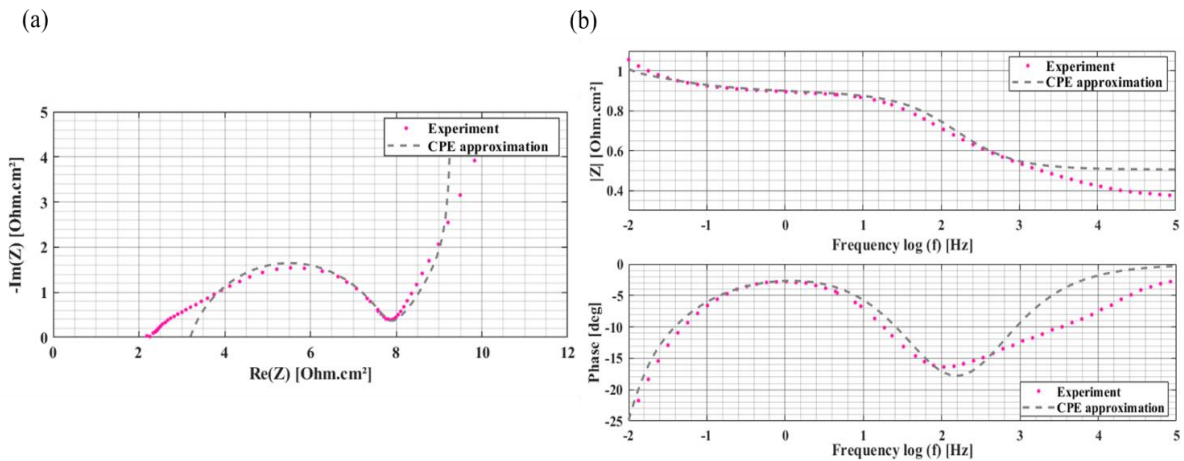 (a)
(b)
5
4
3
2
1
0
-Im(Z) [Ohm.cm²]
Experiment
CPE approximation
0 2 4 6 8 10 12
Re(Z) [Ohm.cm²]
1
0.8
0.6
0.4
|Z| [Ohm.cm²]
Experiment
CPE approximation
-2 -1 0 1 2 3 4 5
Frequency log (f) [Hz]
0
-5
-10
-15
-20
-25
Phase [deg]
Experiment
CPE approximation
-2 -1 0 1 2 3 4 5
Frequency log (f) [Hz]